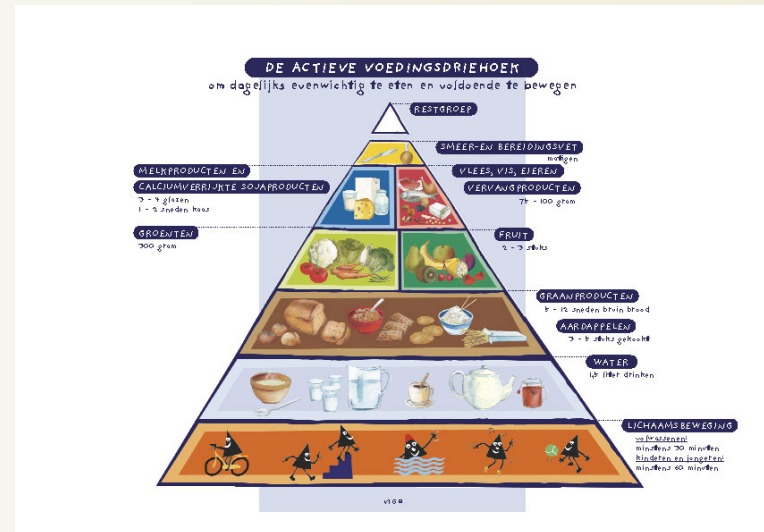 DE ACTIEVE VOEDINGSDRIEHOEK
om dagelijks evenwichtig te eten en voldoende te bewegen
RESTGROEP
SMEER-EN BEREIDINGSVET
matigen
MELKPRODUCTEN EN
CALCIUMVERRIJKTE SOJAPRODUCTEN
3 - 4 glazen
1 - 2 sneden kaas
VLEES, VIS, EIEREN
VERVANGPRODUCTEN
75 - 100 gram
GROENTEN
300 gram
FRUIT
2 - 3 stuks
GRAANPRODUCTEN
5 - 12 sneden bruin brood
AARDAPPELEN
3 - 5 stuks gekookt
WATER
1,5 liter drinken
LICHAAMSBEWEGING
volwassenen:
minstens 30 minuten
kinderen en jongeren:
minstens 60 minuten